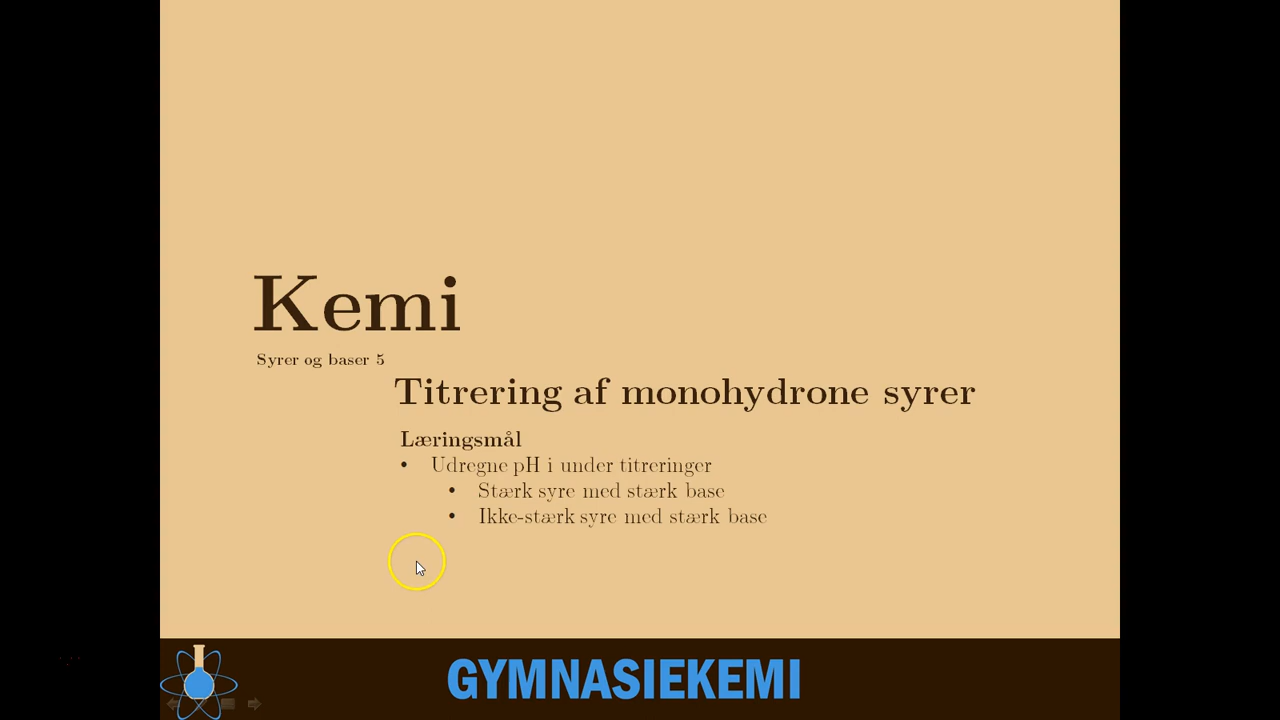 Kemi
Syrer og baser 5
Titrering af monohydrone syrer
Læringsmål
• Udregne pH i under titreringer
• Stærk syre med stærk base
• Ikke-stærk syre med stærk base
GYMNASIEKEMI